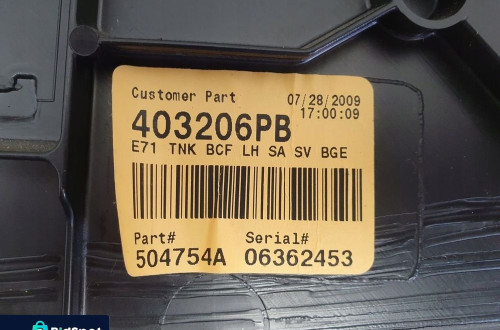 Customer Part 07/28/2009
17:00:09
403206PB
E71 TNK BCF LH SA SV BGE
Part# Serial#
504754A 06362453